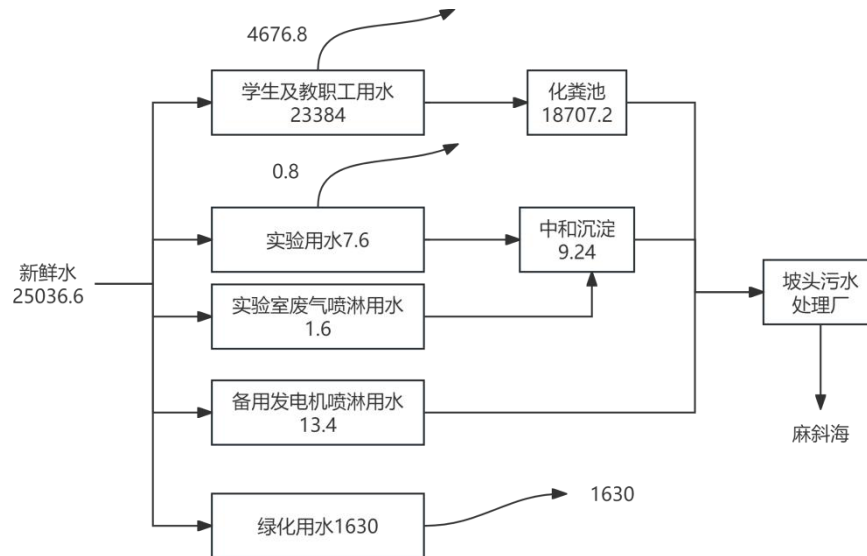 4676.8
学生及教职工用水
23384
化粪池
18707.2
0.8
实验用水7.6
中和沉淀
9.24
新鲜水
25036.6
实验室废气喷淋用水
1.6
坡头污水
处理厂
备用发电机喷淋用水
13.4
麻斜海
绿化用水1630
1630